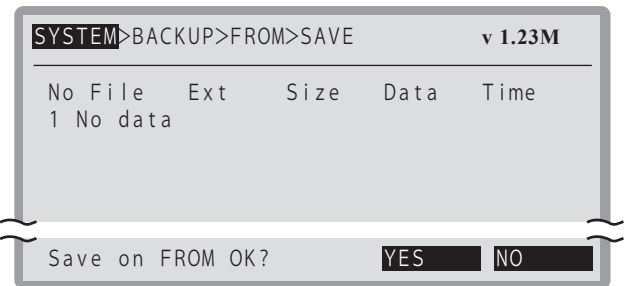 SYSTEM>BACKUP>FROM>SAVE v 1.23M
No File Ext Size Data Time
1 No data
Save on FROM OK? YES NO